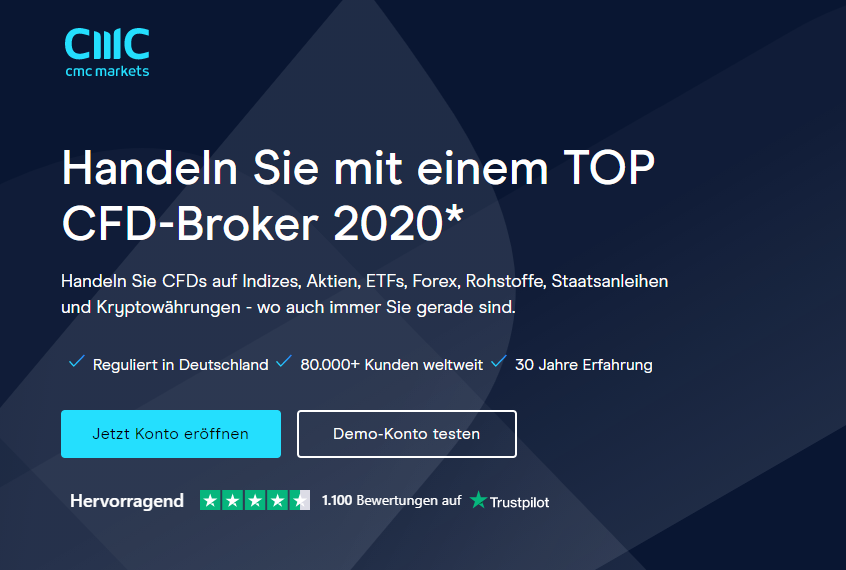 CMC
cmc markets
Handeln Sie mit einem TOP
CFD-Broker 2020*
Handeln Sie CFDs auf Indizes, Aktien, ETFs, Forex, Rohstoffe, Staatsanleihen
und Kryptowährungen - wo auch immer Sie gerade sind.
Reguliert in Deutschland 80.000+ Kunden weltweit 30 Jahre Erfahrung
Jetzt Konto eröffnen Demo-Konto testen
Hervorragend 1.100 Bewertungen auf Trustpilot